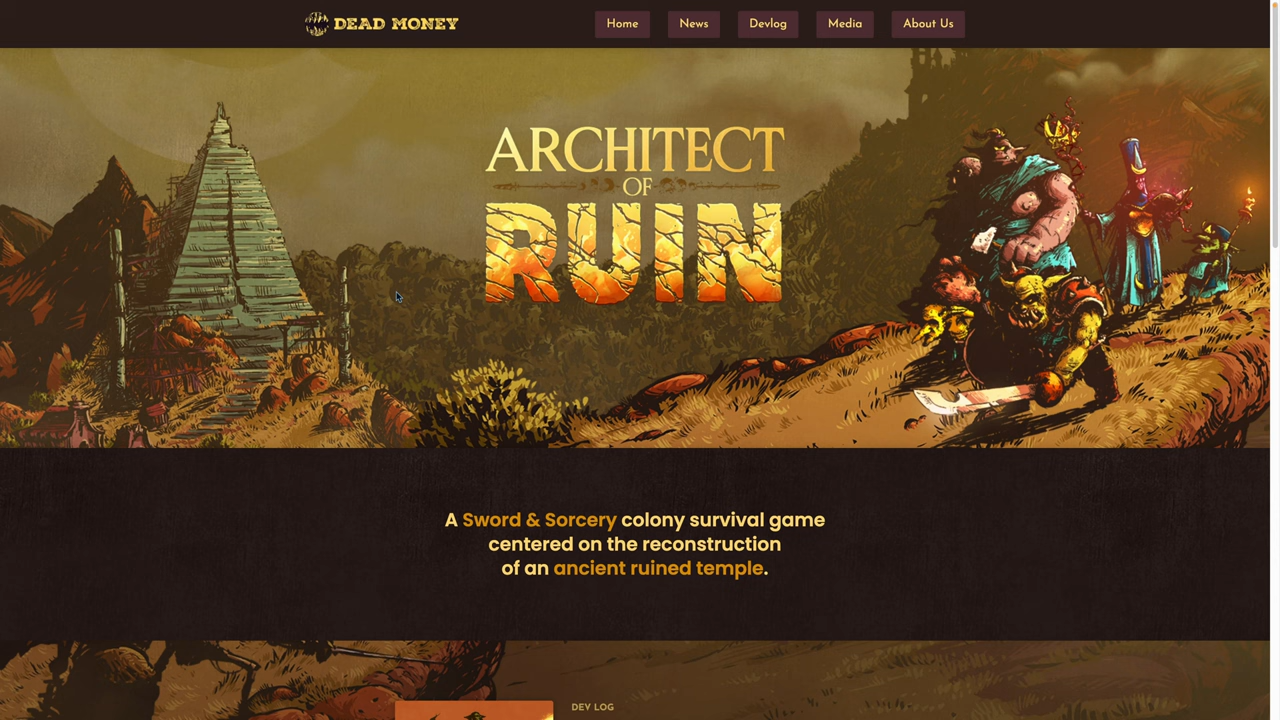 DEAD MONEY
Home
News
Devlog
Media
About Us
ARCHITECT
OF
RUIN
A Sword & Sorcery colony survival game
centered on the reconstruction
of an ancient ruined temple.
DEV LOG